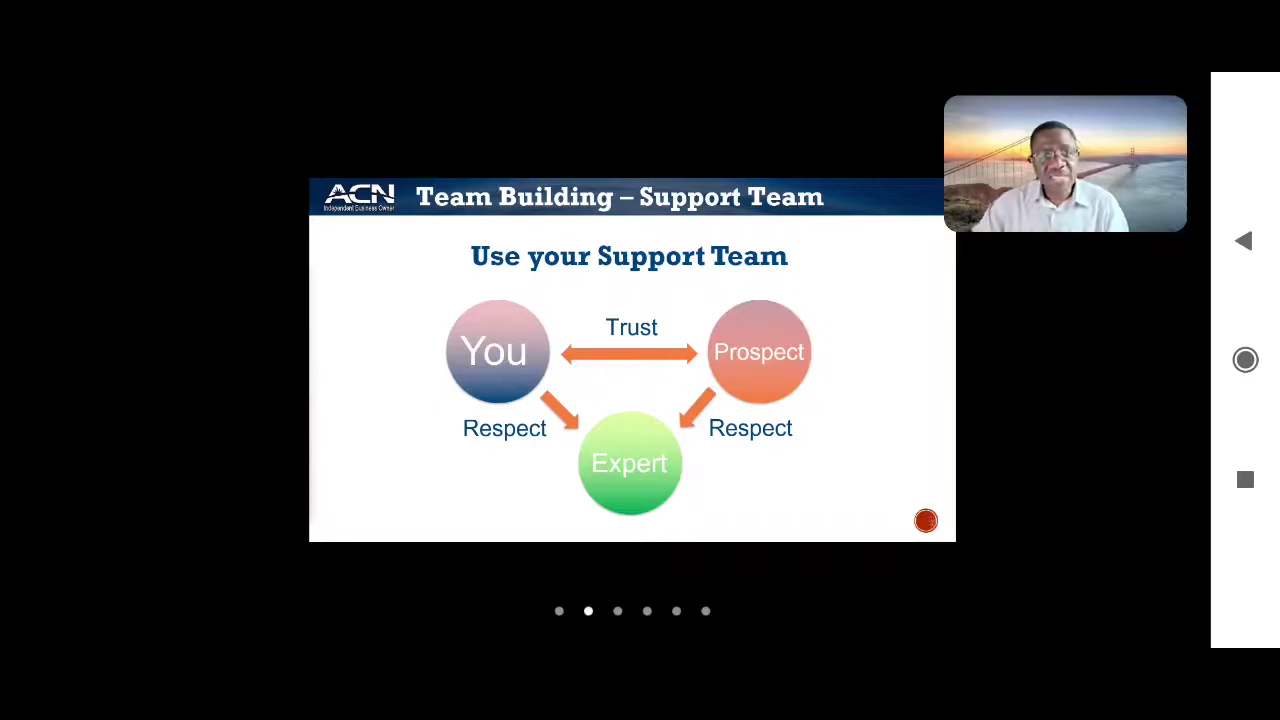 ACN
Independent Business Owner
Team Building – Support Team
Use your Support Team
Trust
You
Prospect
Respect
Respect
Expert